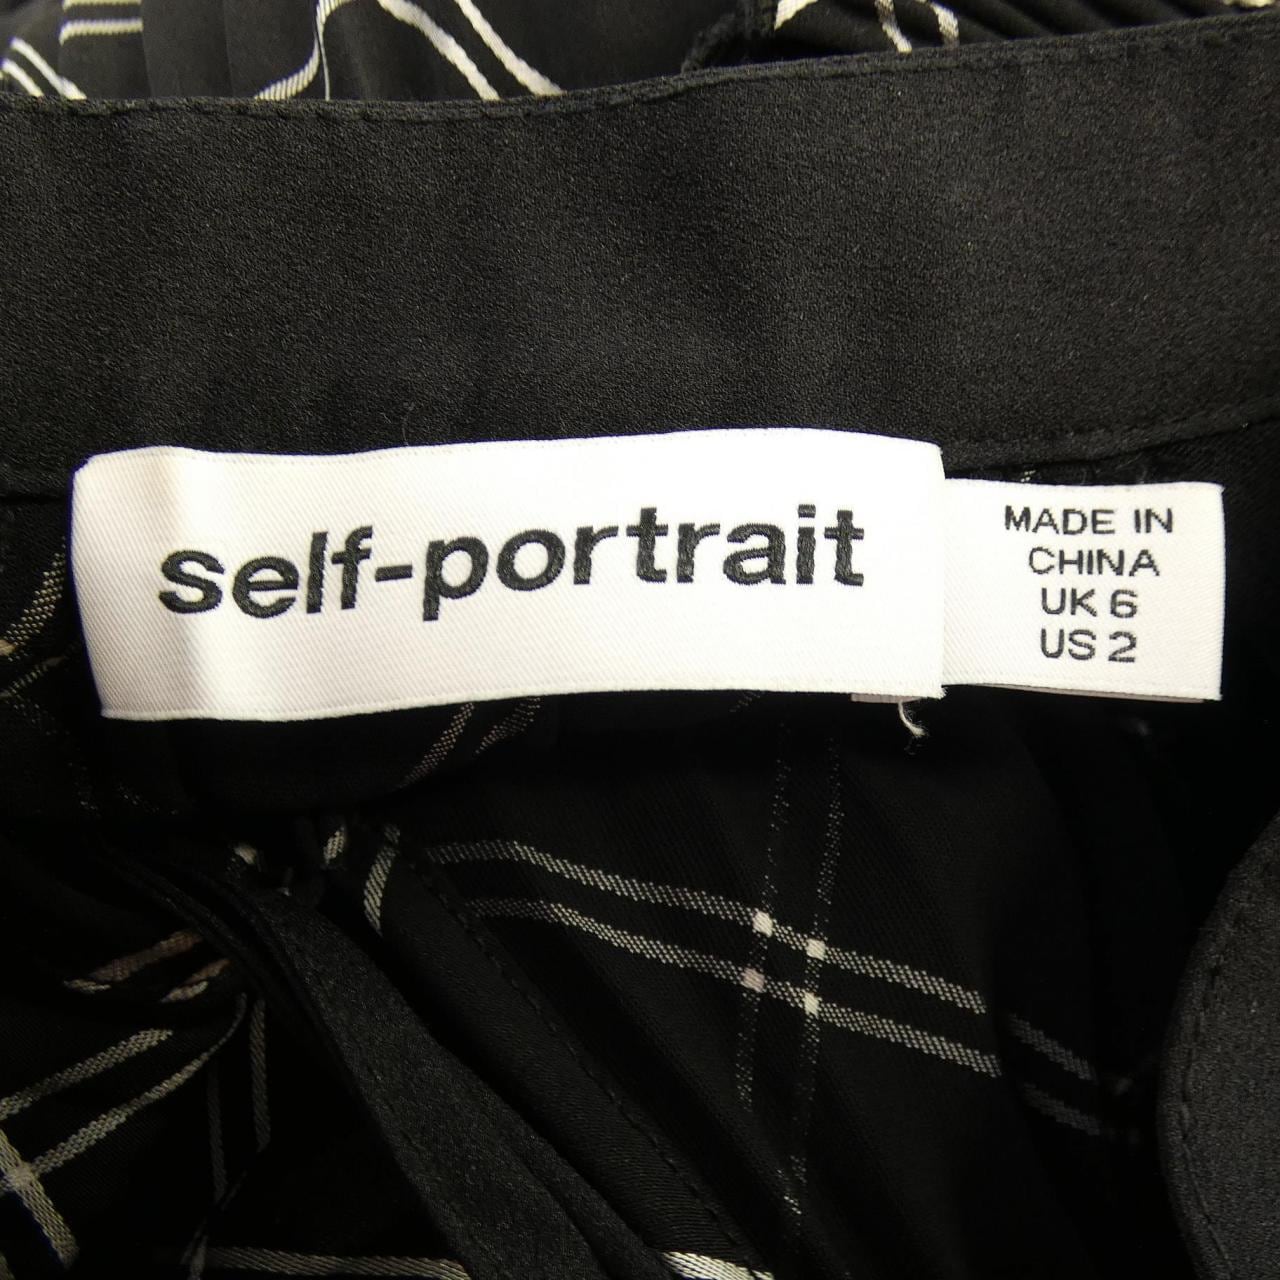 self-portrait
MADE IN
CHINA
UK 6
US 2